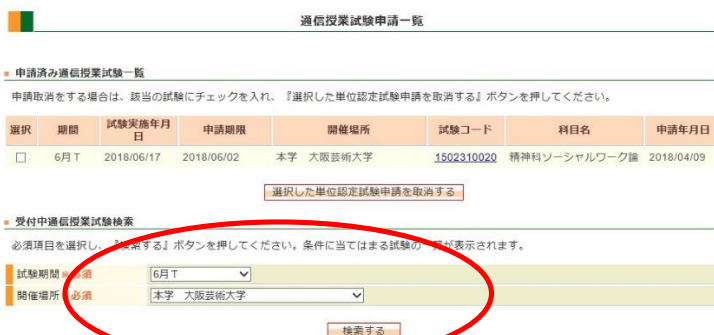 通信授業試験申請一覧
申請済み通信授業試験一覧
申請取消をする場合は、該当の試験にチェックを入れ、『選択した単位認定試験申請を取消する』ボタンを押してください。
選択 期間 試験実施年月日 申請期限 開催場所 試験コード 科目名 申請年月日
6月T 2018/06/17 2018/06/02 本学 大阪芸術大学 1502310020 精神科ソーシャルワーク論 2018/04/09
選択した単位認定試験申請を取消する
受付中通信授業試験検索
必須項目を選択し、『検索する』ボタンを押してください。条件に当てはまる試験の一覧が表示されます。
試験期間 ※必須 6月T
開催場所 ※必須 本学 大阪芸術大学
検索する